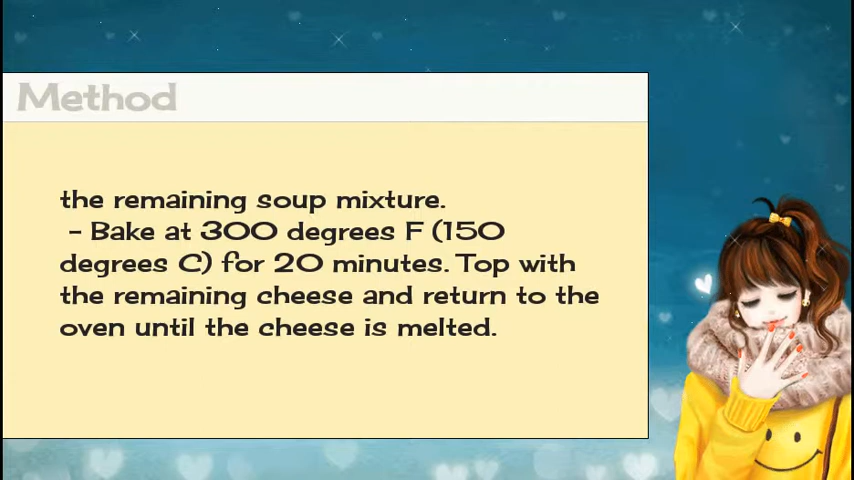 Method
the remaining soup mixture.
- Bake at 300 degrees F (150
degrees C) for 20 minutes. Top with
the remaining cheese and return to the
oven until the cheese is melted.